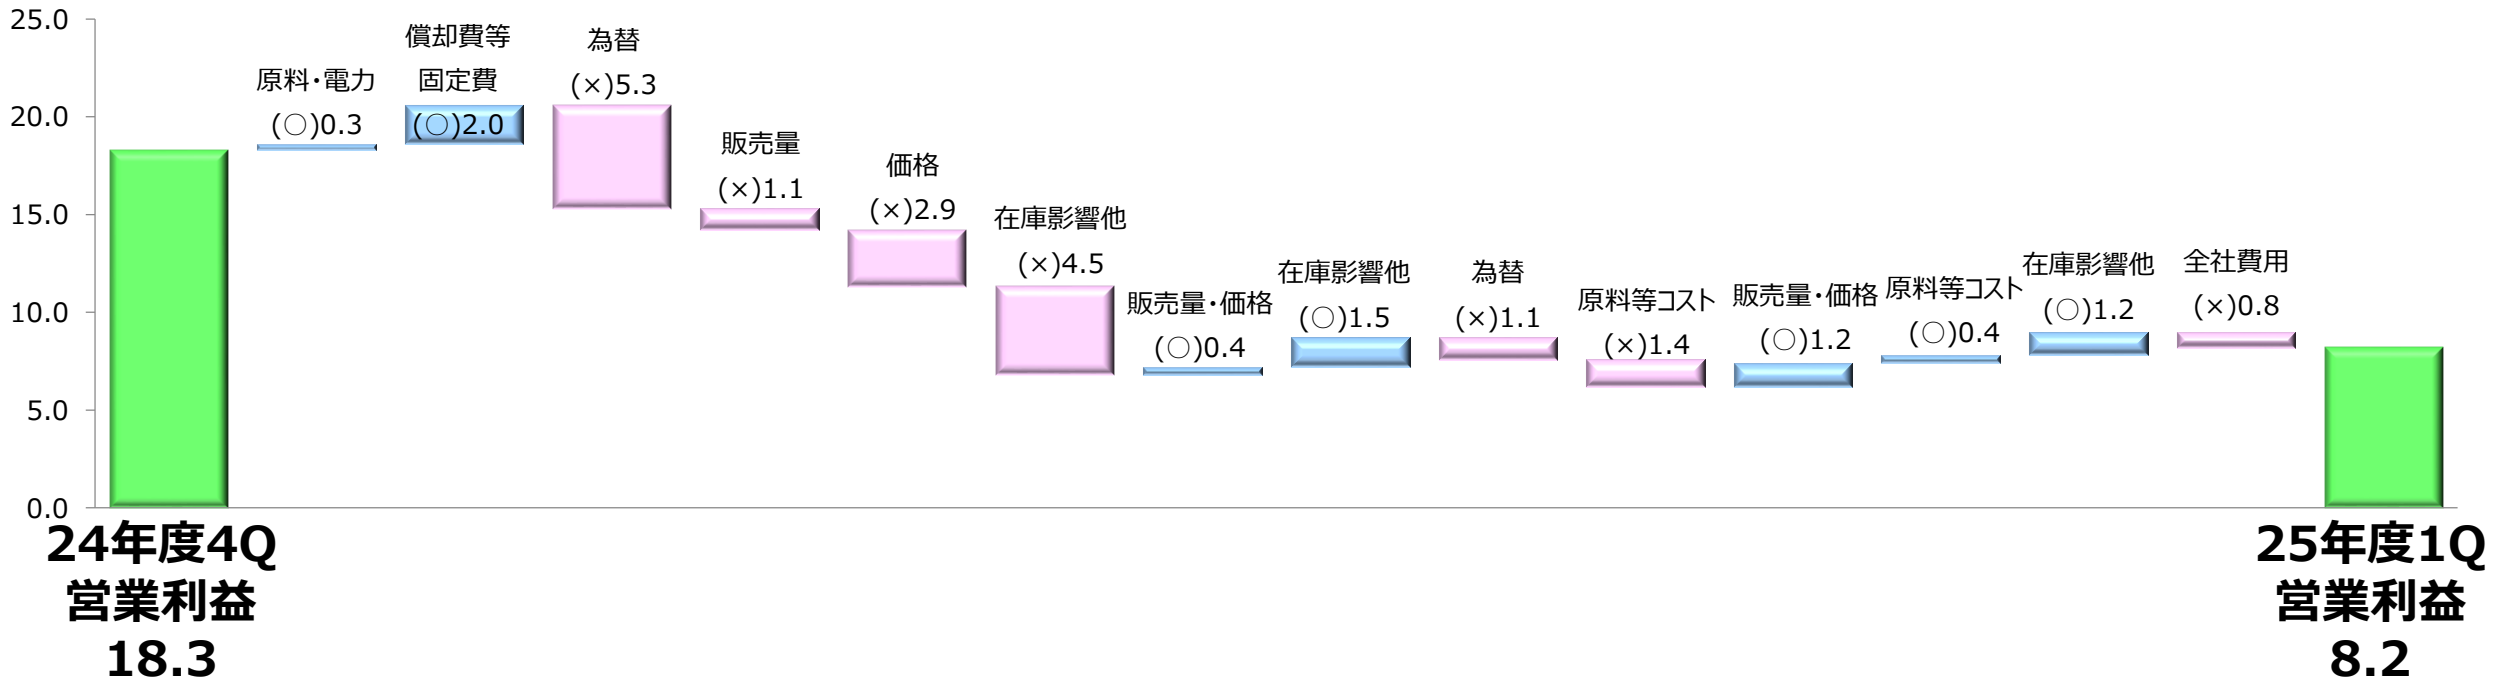 25.0
20.0
15.0
10.0
5.0
0.0
原料・電力
(○)0.3
償却費等
固定費
(○)2.0
為替
(×)5.3
販売量
(×)1.1
価格
(×)2.9
在庫影響他
(×)4.5
販売量・価格
(○)0.4
在庫影響他
(○)1.5
為替
(×)1.1
原料等コスト
(×)1.4
販売量・価格
(○)1.2
原料等コスト
(○)0.4
在庫影響他
(○)1.2
全社費用
(×)0.8
24年度4Q
営業利益
18.3
25年度1Q
営業利益
8.2